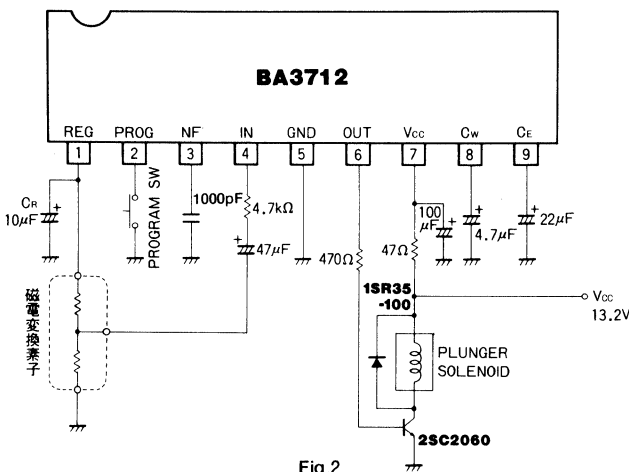 BA3712
REG PROG NF IN GND OUT Vcc Cw CE
1 2 3 4 5 6 7 8 9
CR
10μF
PROGRAM SW
1000pF
4.7kΩ
47μF
470Ω
47Ω
100
μF
4.7μF
22μF
1SR35
-100
Vcc
13.2V
磁電変換素子
PLUNGER
SOLENOID
2SC2060
Fig.2